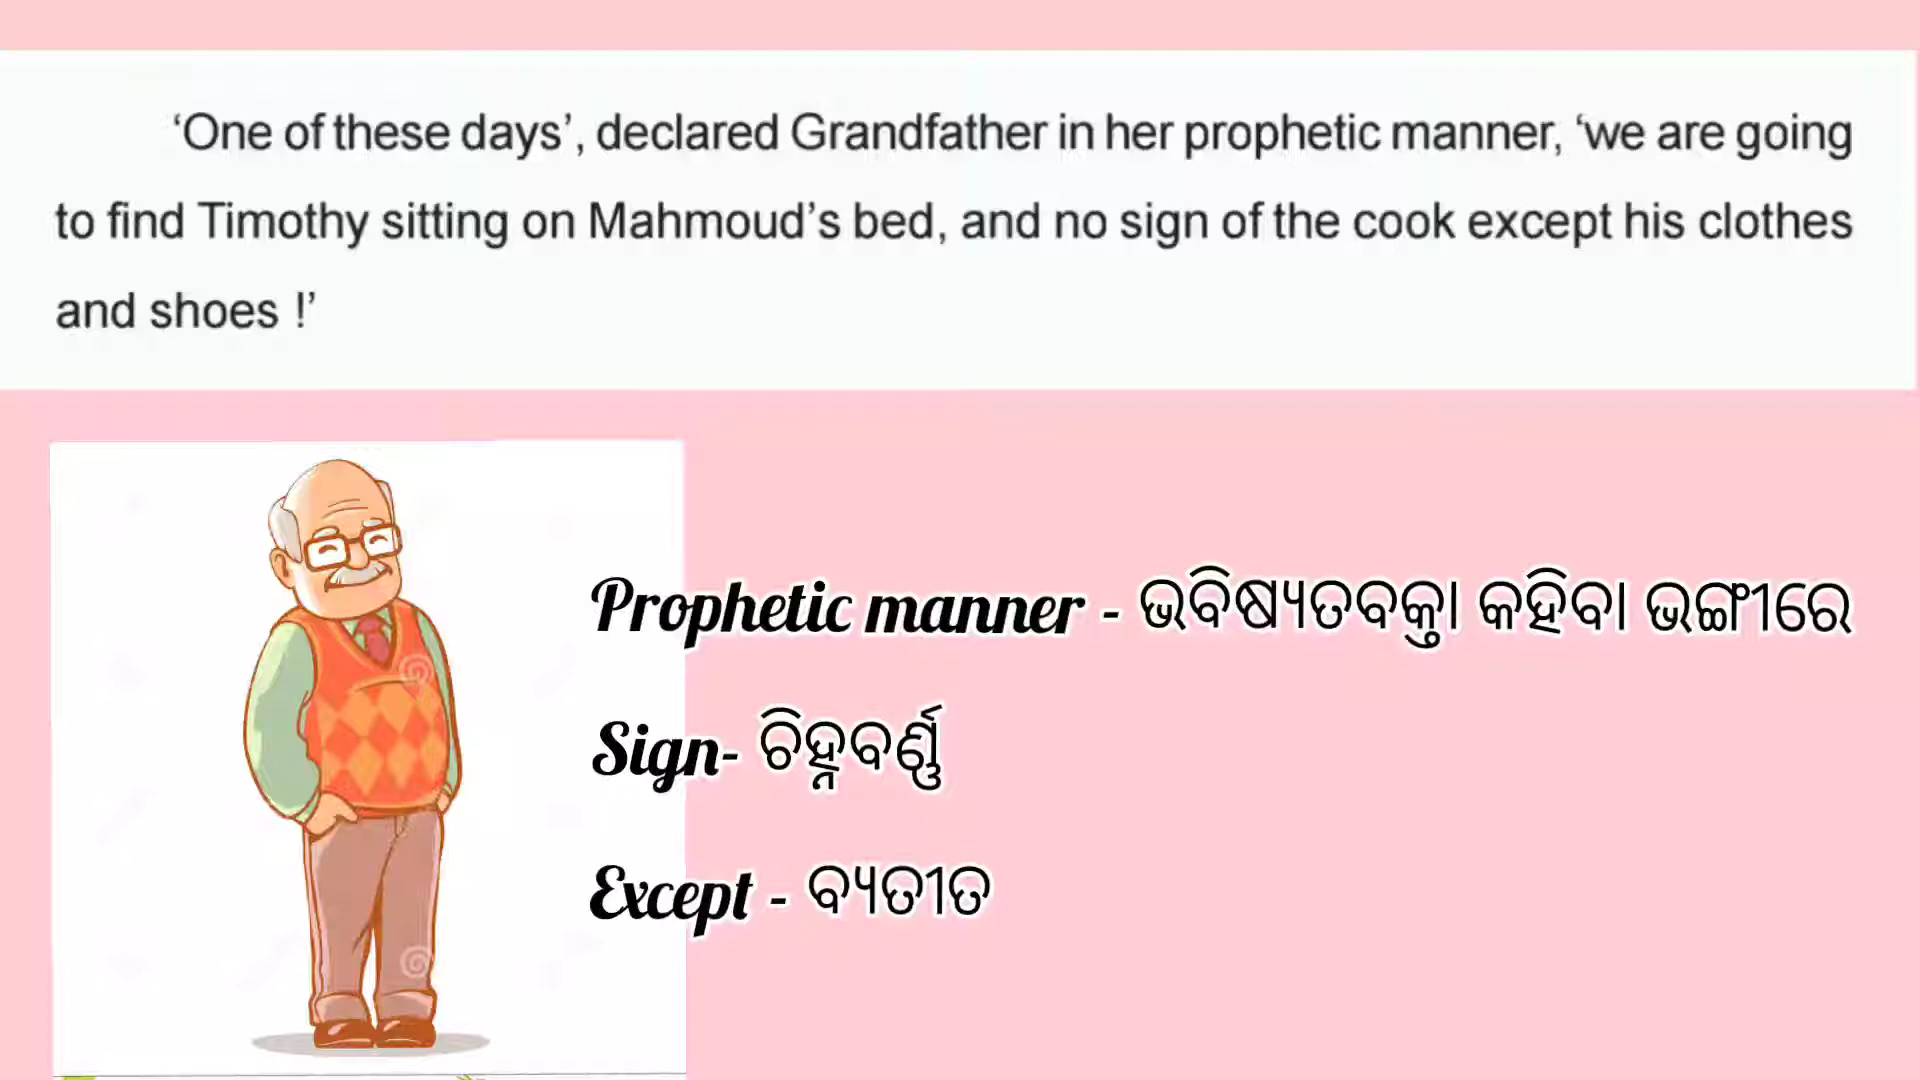 ‘One of these days’, declared Grandfather in her prophetic manner, ‘we are going
to find Timothy sitting on Mahmoud’s bed, and no sign of the cook except his clothes
and shoes !’
Prophetic manner - ଭବିଷ୍ୟତବକ୍ତା କହିବା ଭଙ୍ଗୀରେ
Sign- ଚିହ୍ନବର୍ଣ୍ଣ
Except - ବ୍ୟତୀତ